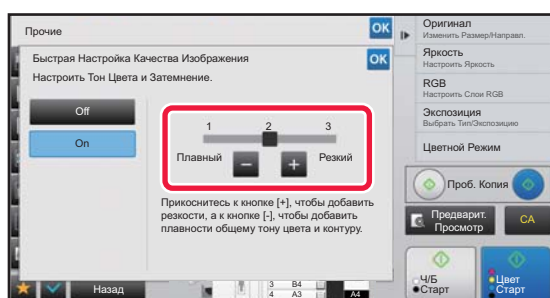 Прочие
OK
Быстрая Настройка Качества Изображения
OK
Настроить Тон Цвета и Затемнение.
Off
On
1 2 3
Плавный - + Резкий
Прикоснитесь к кнопке [+], чтобы добавить
резкости, а к кнопке [-], чтобы добавить
плавности общему тону цвета и контуру.
Назад
3 B4
4 A3
A4
Оригинал
Изменить Размер/Направл.
Яркость
Настроить Яркость
RGB
Настроить Слои RGB
Экспозиция
Выбрать Тип/Экспозицию
Цветной Режим
Проб. Копия
Предварит.
Просмотр
CA
Ч/Б
Старт
Цвет
Старт